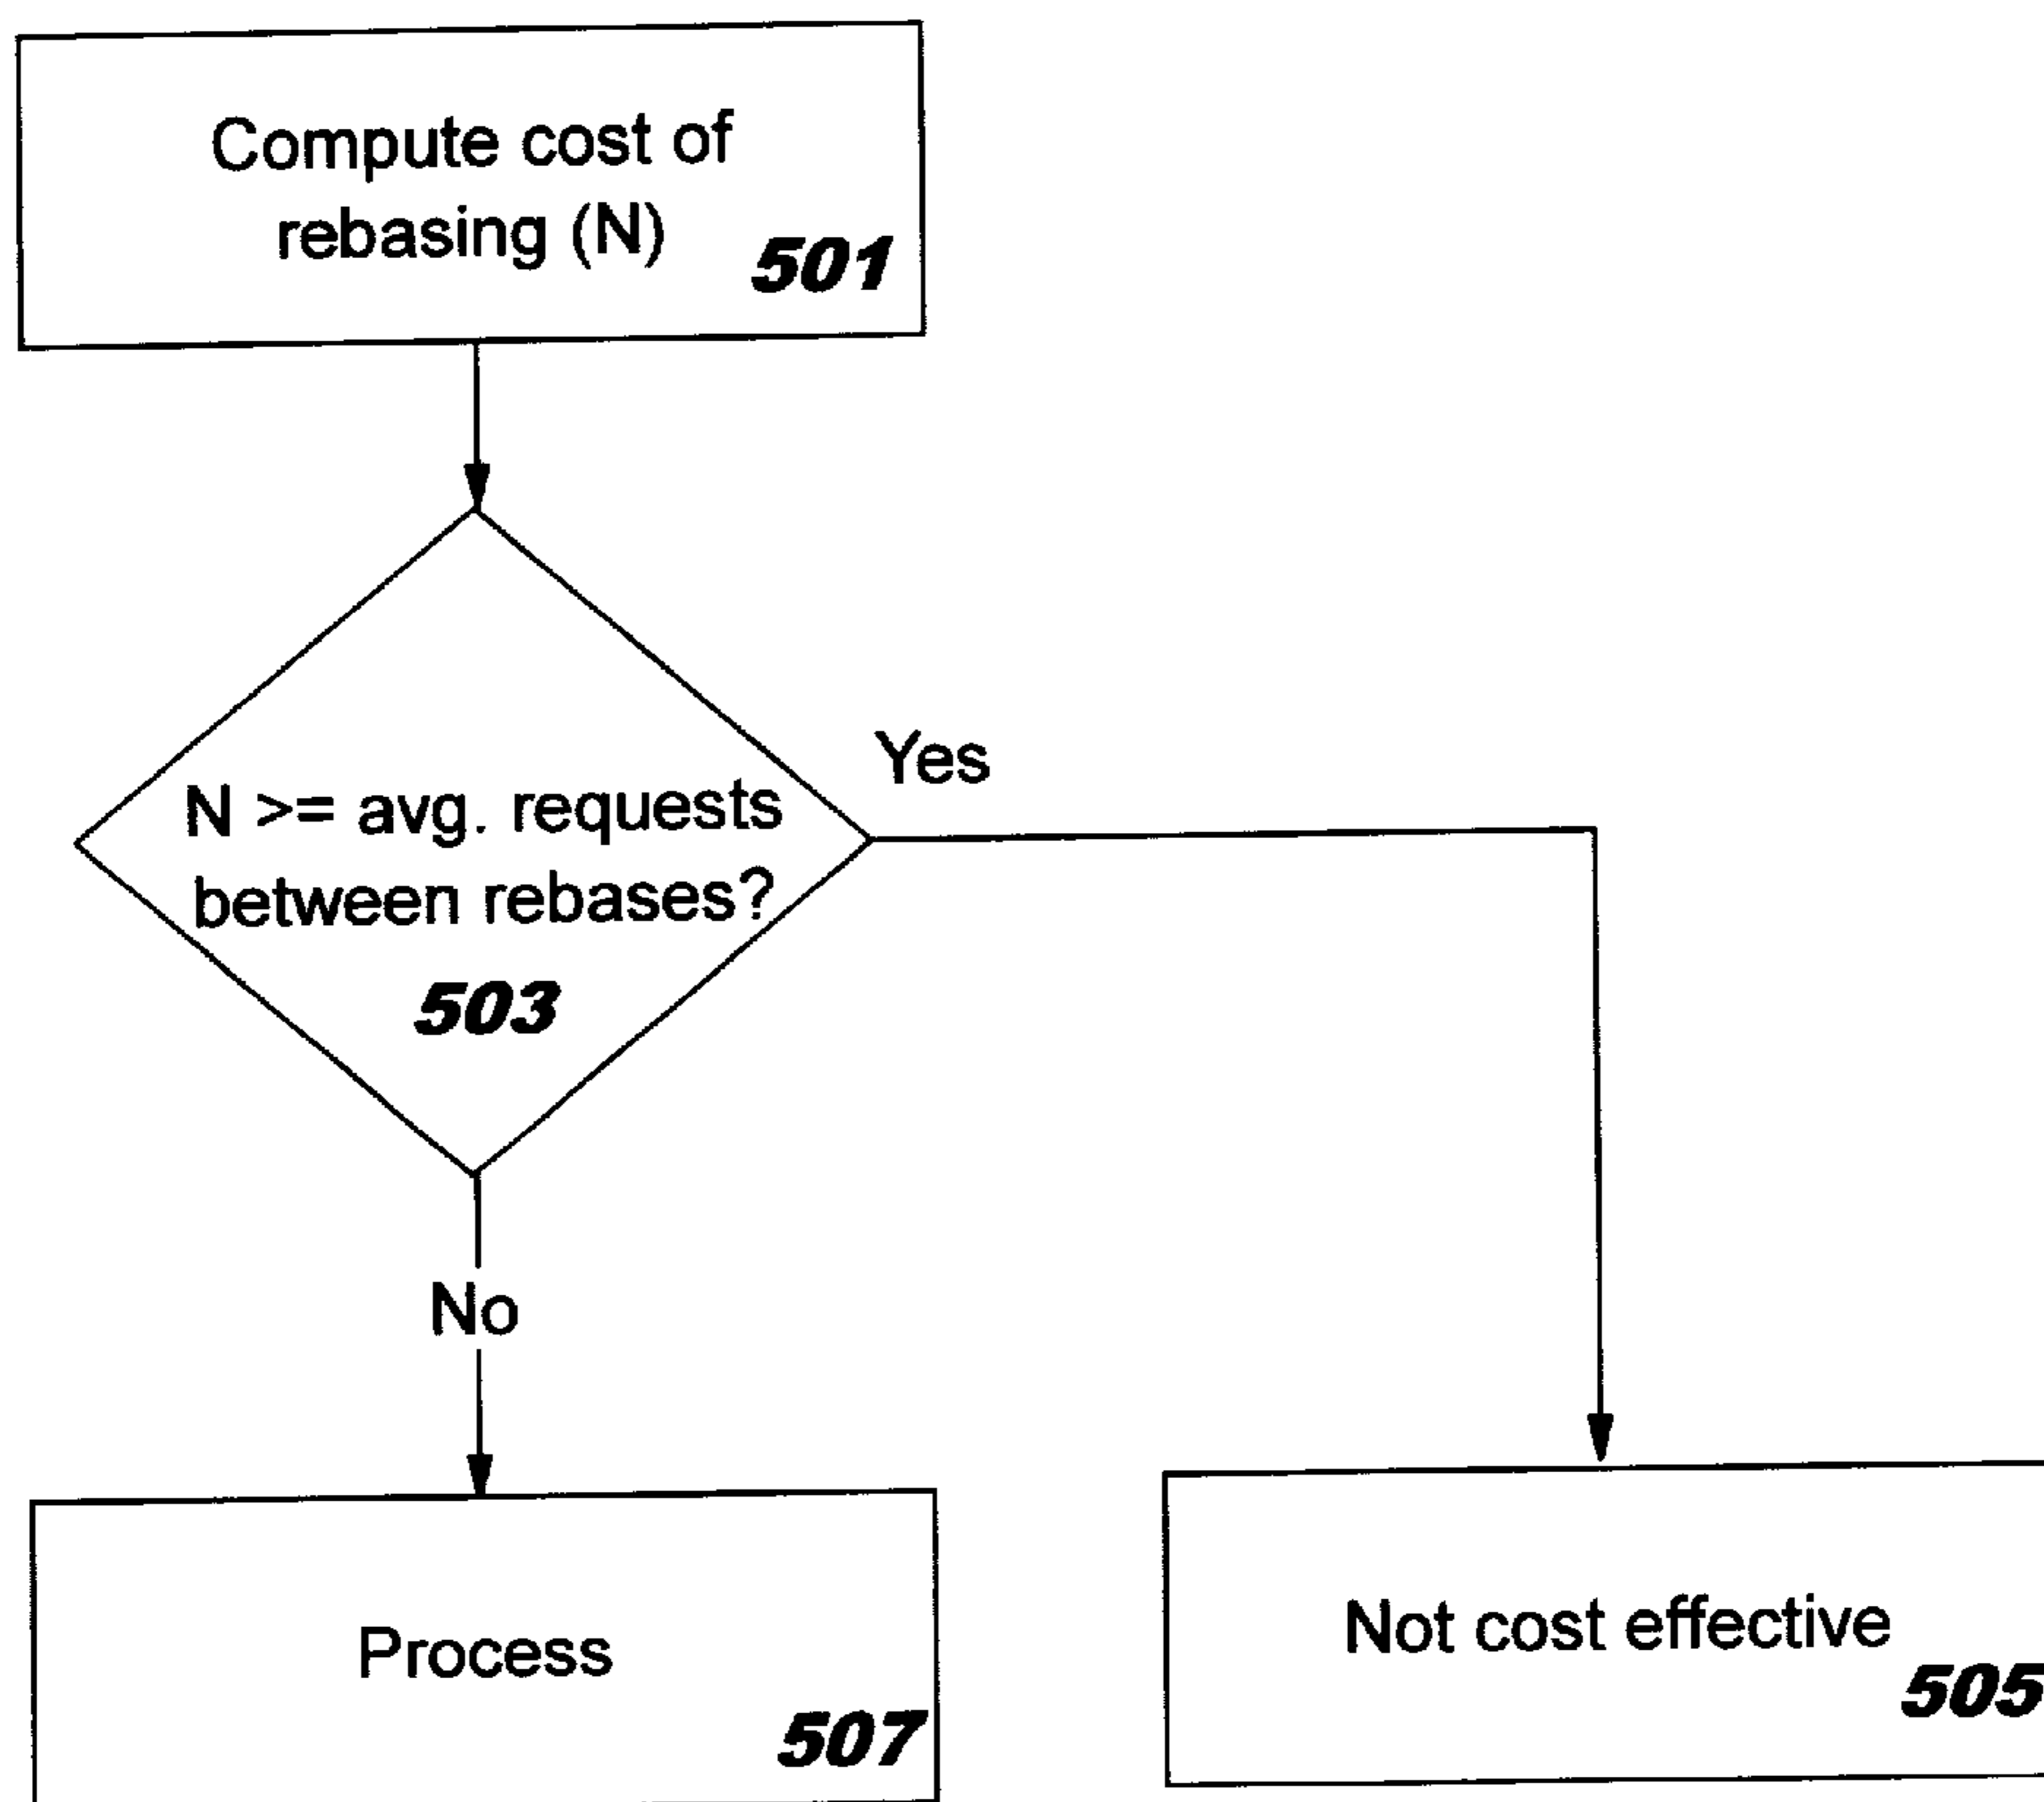 Compute cost of
rebasing (N)
501
N >= avg. requests
between rebases?
503
Yes
No
Process
507
Not cost effective
505